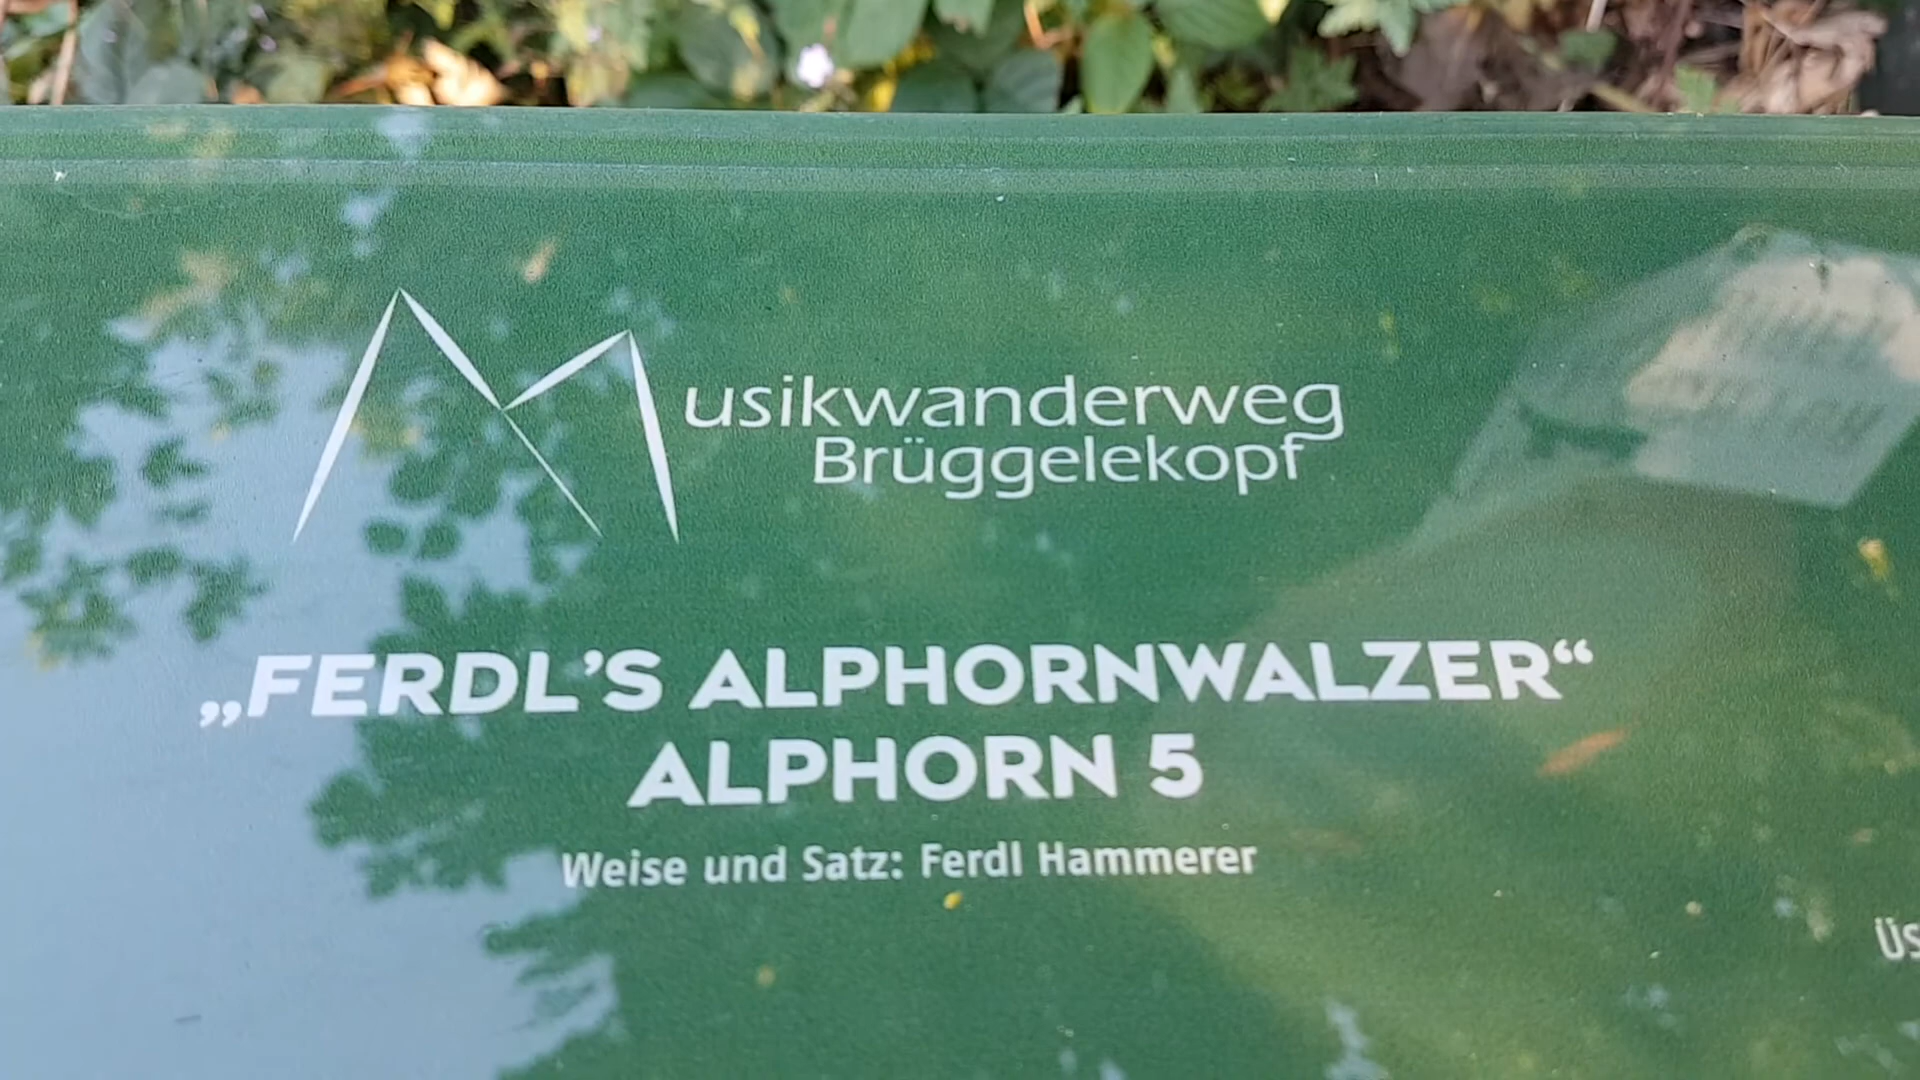 Musikwanderweg
Brüggelekopf
„FERDL’S ALPHORNWALZER“
ALPHORN 5
Weise und Satz: Ferdl Hammerer